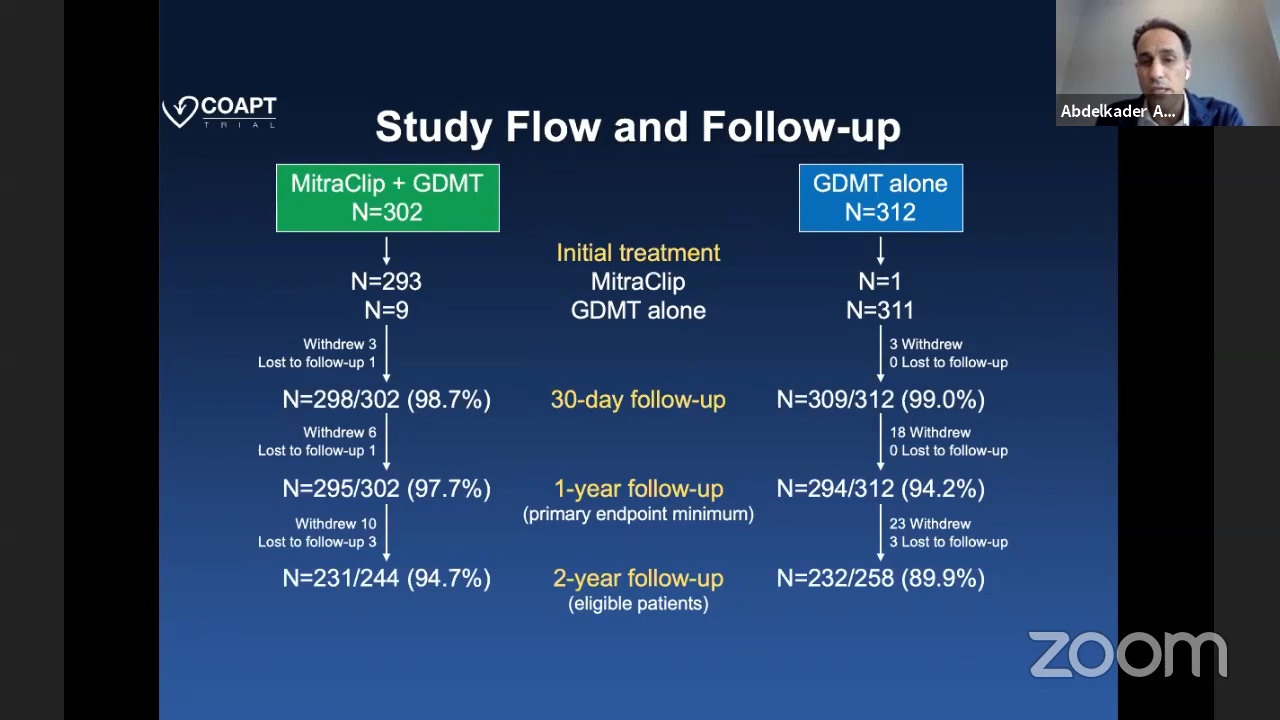 COAPT
TRIAL
Abdelkader A...
Study Flow and Follow-up
MitraClip + GDMT
N=302
GDMT alone
N=312
Initial treatment
N=293
MitraClip
N=1
N=9
GDMT alone
N=311
Withdrew 3
Lost to follow-up 1
3 Withdrew
0 Lost to follow-up
N=298/302 (98.7%)
30-day follow-up
N=309/312 (99.0%)
Withdrew 6
Lost to follow-up 1
18 Withdrew
0 Lost to follow-up
N=295/302 (97.7%)
1-year follow-up
(primary endpoint minimum)
N=294/312 (94.2%)
Withdrew 10
Lost to follow-up 3
23 Withdrew
3 Lost to follow-up
N=231/244 (94.7%)
2-year follow-up
(eligible patients)
N=232/258 (89.9%)
zoom